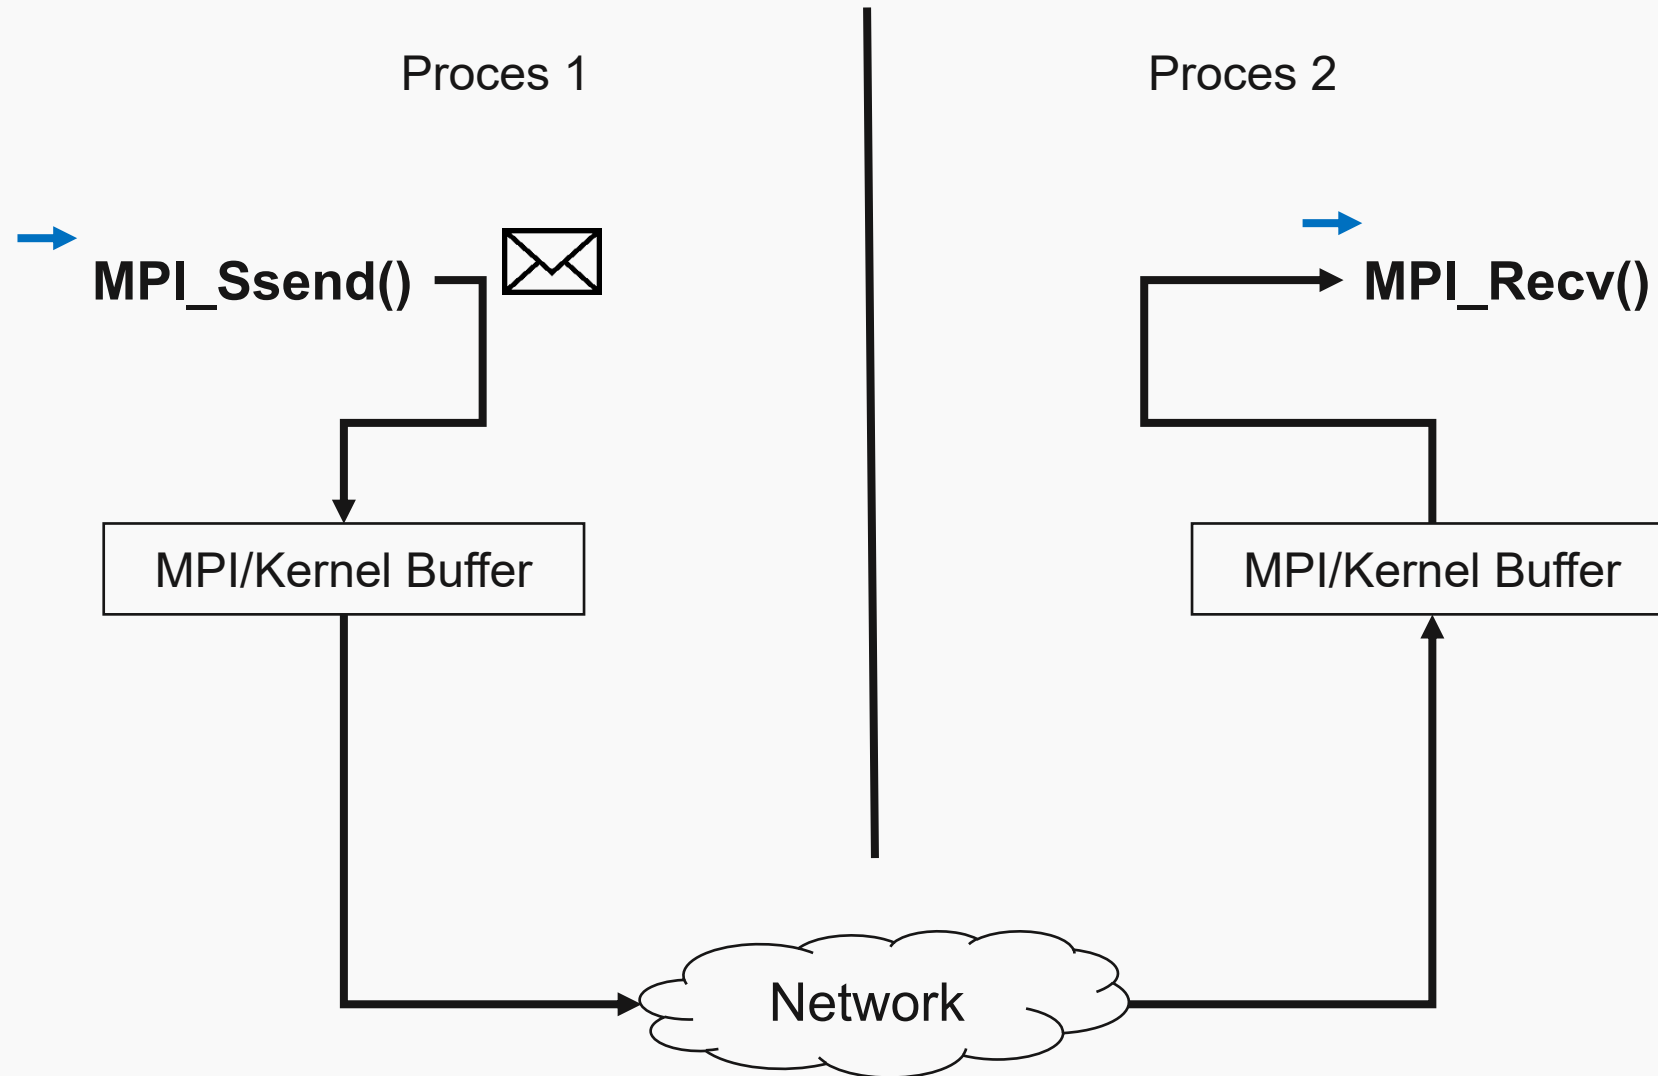 Proces 1
Proces 2
MPI_Ssend()
MPI_Recv()
MPI/Kernel Buffer
MPI/Kernel Buffer
Network